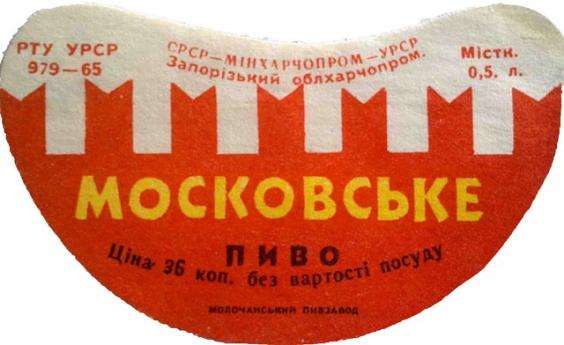 РТУ УРСР
979—65
СРСР—МІНХАРЧОПРОМ—УРСР
Запорізький облхарчопром.
Містк.
0,5. л.
МОСКОВСЬКЕ
ПИВО
Ціна 36 коп. без вартості посуду
МОЛОЧАНСЬКИЙ ПИВЗАВОД